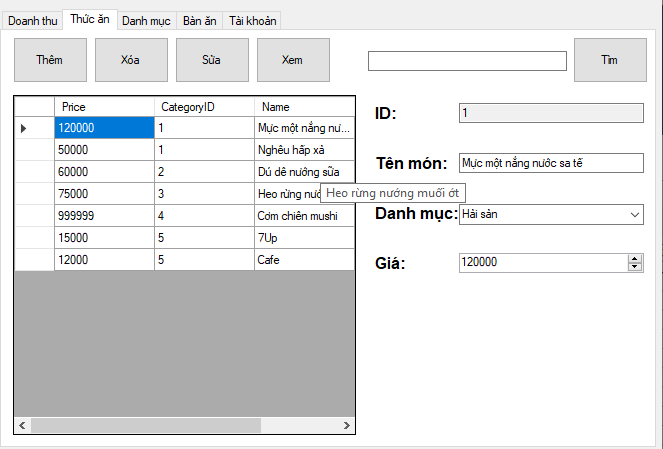 Doanh thu Thức ăn Danh mục Bàn ăn Tài khoản
Thêm Xóa Sửa Xem Tìm
Price CategoryID Name
120000 1 Mực một nắng nư...
50000 1 Nghêu hấp xả
60000 2 Dú dê nướng sữa
75000 3 Heo rừng nướ
999999 4 Cơm chiên mushi
15000 5 7Up
12000 5 Cafe
Heo rừng nướng muối ớt
ID: 1
Tên món: Mực một nắng nước sa tế
Danh mục: Hải sản
Giá: 120000